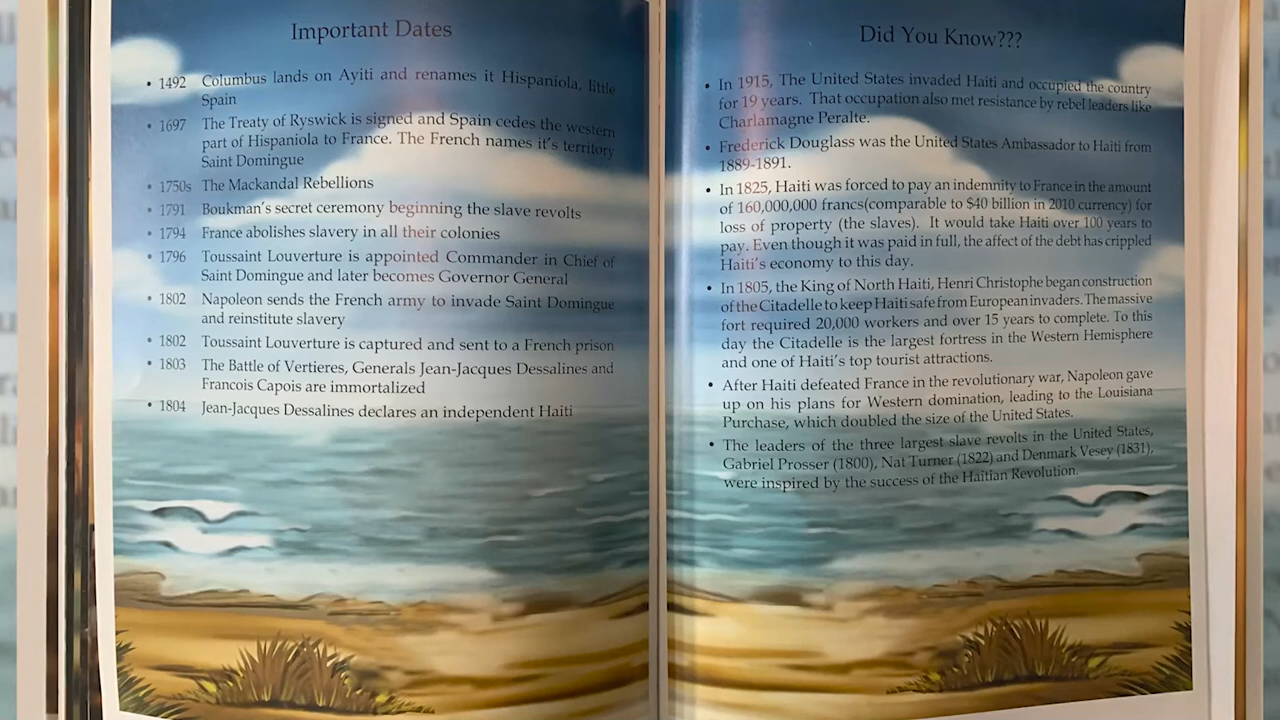 Important Dates
• 1492 Columbus lands on Ayiti and renames it Hispaniola, little
Spain
• 1697 The Treaty of Ryswick is signed and Spain cedes the western
part of Hispaniola to France. The French names it's territory
Saint Domingue
• 1750s The Mackandal Rebellions
• 1791 Boukman's secret ceremony beginning the slave revolts
• 1794 France abolishes slavery in all their colonies
• 1796 Toussaint Louverture is appointed Commander in Chief of
Saint Domingue and later becomes Governor General
• 1802 Napoleon sends the French army to invade Saint Domingue
and reinstitute slavery
• 1802 Toussaint Louverture is captured and sent to a French prison
• 1803 The Battle of Vertieres, Generals Jean-Jacques Dessalines and
Francois Capois are immortalized
• 1804 Jean-Jacques Dessalines declares an independent Haiti
Did You Know???
• In 1915, The United States invaded Haiti and occupied the country
for 19 years. That occupation also met resistance by rebel leaders like
Charlamagne Peralte.
• Frederick Douglass was the United States Ambassador to Haiti from
1889-1891.
• In 1825, Haiti was forced to pay an indemnity to France in the amount
of 160,000,000 francs(comparable to $40 billion in 2010 currency) for
loss of property (the slaves). It would take Haiti over 100 years to
pay. Even though it was paid in full, the affect of the debt has crippled
Haiti's economy to this day.
• In 1805, the King of North Haiti, Henri Christophe began construction
of the Citadelle to keep Haiti safe from European invaders. The massive
fort required 20,000 workers and over 15 years to complete. To this
day the Citadelle is the largest fortress in the Western Hemisphere
and one of Haiti's top tourist attractions.
• After Haiti defeated France in the revolutionary war, Napoleon gave
up on his plans for Western domination, leading to the Louisiana
Purchase, which doubled the size of the United States.
• The leaders of the three largest slave revolts in the United States,
Gabriel Prosser (1800), Nat Turner (1822) and Denmark Vesey (1831),
were inspired by the success of the Haitian Revolution.